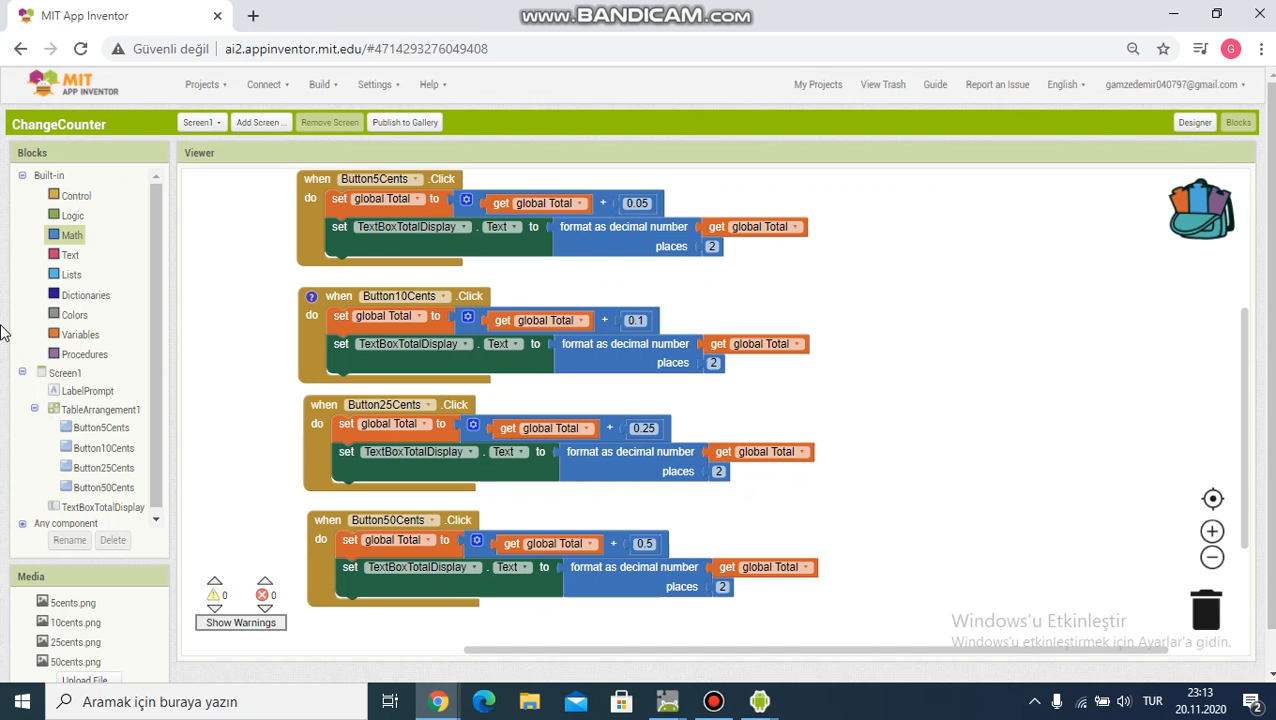 www.BANDICAM.com
MIT App Inventor
Güvenli değil
ai2.appinventor.mit.edu/#4714293276049408
G
MIT
APP INVENTOR
Projects
Connect
Build
Settings
Help
My Projects
View Trash
Guide
Report an Issue
English
gamzedemir040797@gmail.com
ChangeCounter
Screen1
Add Screen ...
Remove Screen
Publish to Gallery
Designer
Blocks
Blocks
Viewer
Built-in
Control
Logic
Math
Text
Lists
Dictionaries
Colors
Variables
Procedures
Screen1
LabelPrompt
TableArrangement1
Button5Cents
Button10Cents
Button25Cents
Button50Cents
TextBoxTotalDisplay
Any component
Rename
Delete
Media
5cents.png
10cents.png
25cents.png
50cents.png
Upload File ...
when Button5Cents .Click
do set global Total to get global Total + 0.05
set TextBoxTotalDisplay . Text to format as decimal number get global Total
places 2
? when Button10Cents .Click
do set global Total to get global Total + 0.1
set TextBoxTotalDisplay . Text to format as decimal number get global Total
places 2
when Button25Cents .Click
do set global Total to get global Total + 0.25
set TextBoxTotalDisplay . Text to format as decimal number get global Total
places 2
when Button50Cents .Click
do set global Total to get global Total + 0.5
set TextBoxTotalDisplay . Text to format as decimal number get global Total
places 2
0 0
Show Warnings
Windows'u Etkinleştir
Windows'u etkinleştirmek için Ayarlar'a gidin.
Aramak için buraya yazın
TUR
23:13
20.11.2020
2